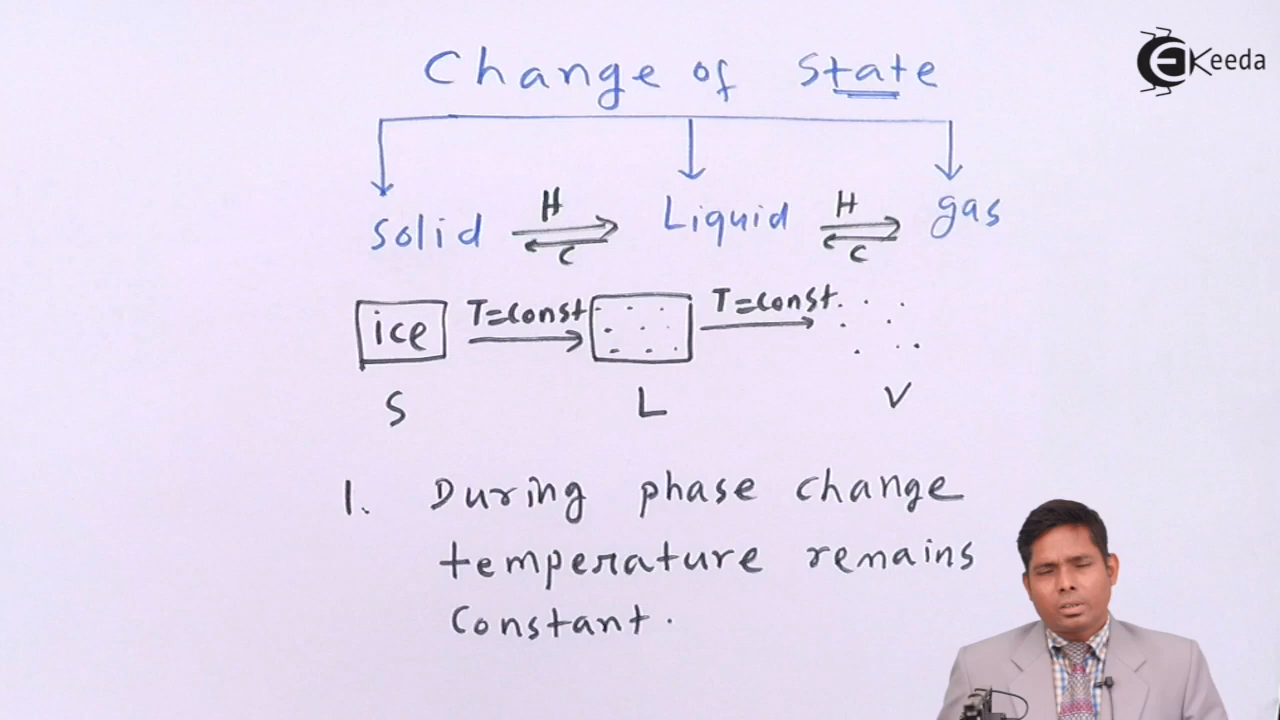 Change of state
Ekeeda
Solid H C Liquid H C gas
ice T=Const T=Const.
S L V
1. During phase change
temperature remains
Constant.